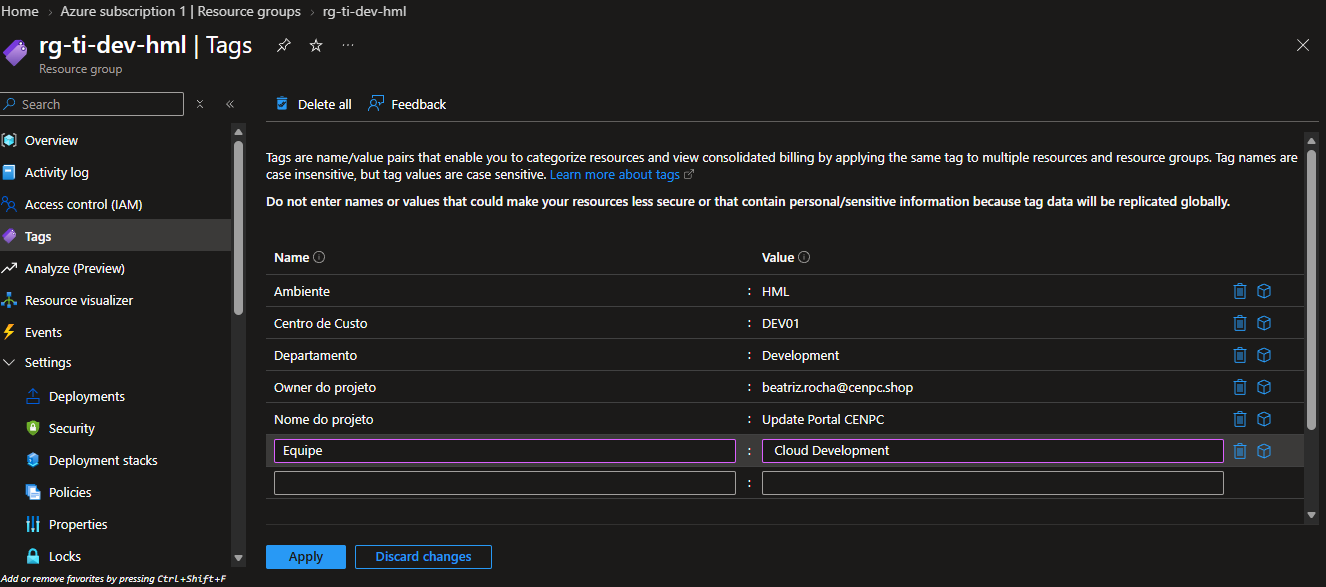 Home > Azure subscription 1 | Resource groups > rg-ti-dev-hml
rg-ti-dev-hml | Tags
Resource group
Search
Overview
Activity log
Access control (IAM)
Tags
Analyze (Preview)
Resource visualizer
Events
Settings
Deployments
Security
Deployment stacks
Policies
Properties
Locks
Add or remove favorites by pressing Ctrl+Shift+F
Delete all Feedback
Tags are name/value pairs that enable you to categorize resources and view consolidated billing by applying the same tag to multiple resources and resource groups. Tag names are
case insensitive, but tag values are case sensitive. Learn more about tags
Do not enter names or values that could make your resources less secure or that contain personal/sensitive information because tag data will be replicated globally.
Name Value
Ambiente : HML
Centro de Custo : DEV01
Departamento : Development
Owner do projeto : beatriz.rocha@cenpc.shop
Nome do projeto : Update Portal CENPC
Equipe : Cloud Development
:
Apply Discard changes